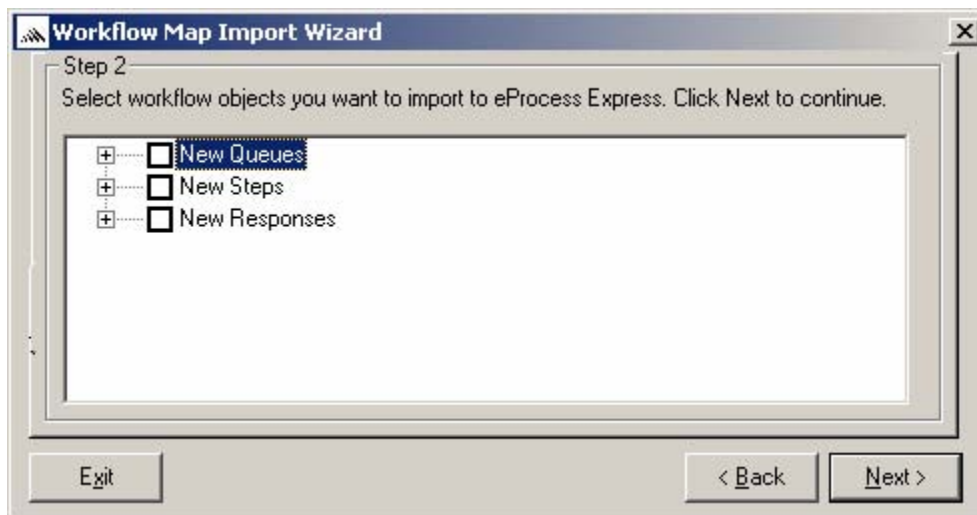 Workflow Map Import Wizard
Step 2
Select workflow objects you want to import to eProcess Express. Click Next to continue.
New Queues
New Steps
New Responses
Exit
< Back
Next >